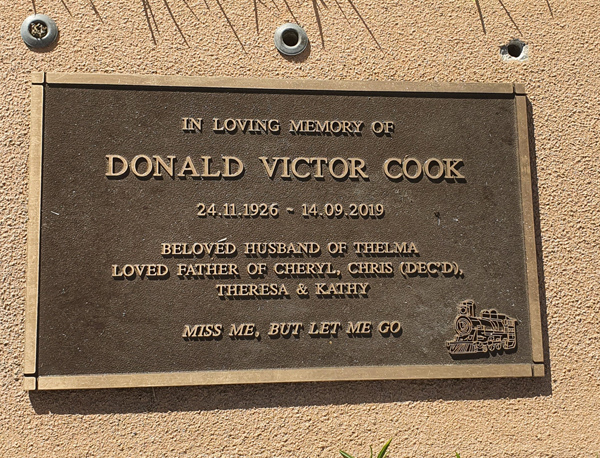 IN LOVING MEMORY OF
DONALD VICTOR COOK
24.11.1926 - 14.09.2019
BELOVED HUSBAND OF THELMA
LOVED FATHER OF CHERYL, CHRIS (DEC'D),
THERESA & KATHY
MISS ME, BUT LET ME GO